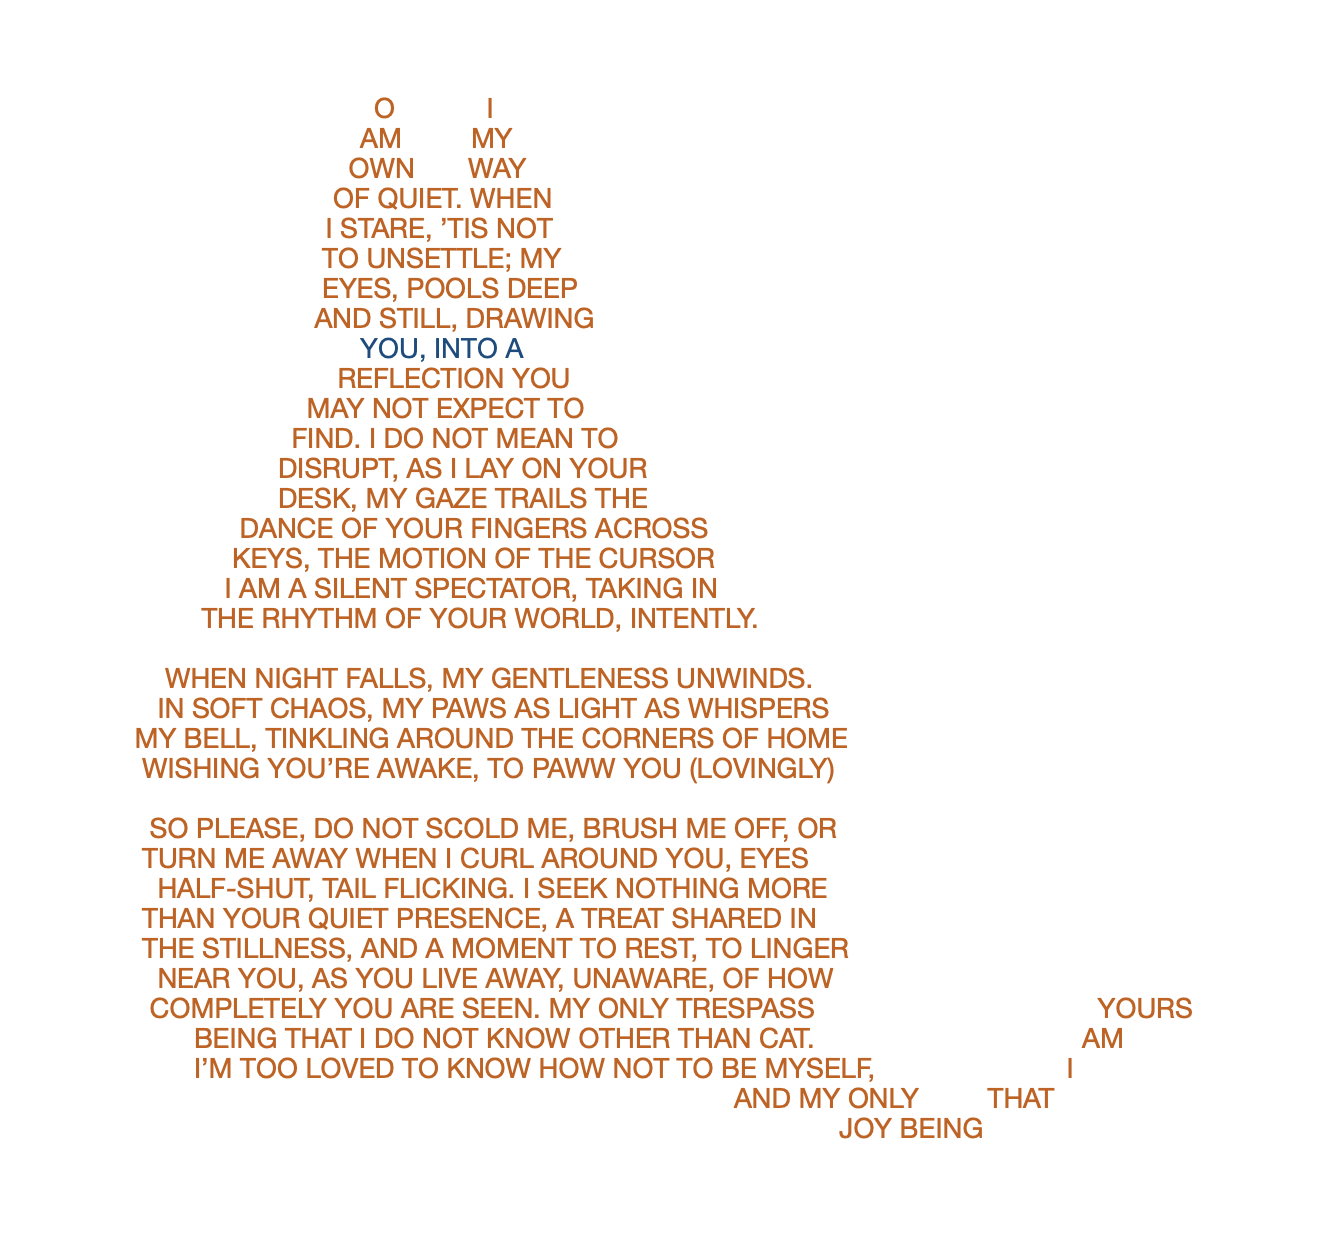 O I
AM MY
OWN WAY
OF QUIET. WHEN
I STARE, ’TIS NOT
TO UNSETTLE; MY
EYES, POOLS DEEP
AND STILL, DRAWING
YOU, INTO A
REFLECTION YOU
MAY NOT EXPECT TO
FIND. I DO NOT MEAN TO
DISRUPT, AS I LAY ON YOUR
DESK, MY GAZE TRAILS THE
DANCE OF YOUR FINGERS ACROSS
KEYS, THE MOTION OF THE CURSOR
I AM A SILENT SPECTATOR, TAKING IN
THE RHYTHM OF YOUR WORLD, INTENTLY.
WHEN NIGHT FALLS, MY GENTLENESS UNWINDS.
IN SOFT CHAOS, MY PAWS AS LIGHT AS WHISPERS
MY BELL, TINKLING AROUND THE CORNERS OF HOME
WISHING YOU’RE AWAKE, TO PAWW YOU (LOVINGLY)
SO PLEASE, DO NOT SCOLD ME, BRUSH ME OFF, OR
TURN ME AWAY WHEN I CURL AROUND YOU, EYES
HALF-SHUT, TAIL FLICKING. I SEEK NOTHING MORE
THAN YOUR QUIET PRESENCE, A TREAT SHARED IN
THE STILLNESS, AND A MOMENT TO REST, TO LINGER
NEAR YOU, AS YOU LIVE AWAY, UNAWARE, OF HOW
COMPLETELY YOU ARE SEEN. MY ONLY TRESPASS YOURS
BEING THAT I DO NOT KNOW OTHER THAN CAT. AM
I’M TOO LOVED TO KNOW HOW NOT TO BE MYSELF, I
AND MY ONLY THAT
JOY BEING